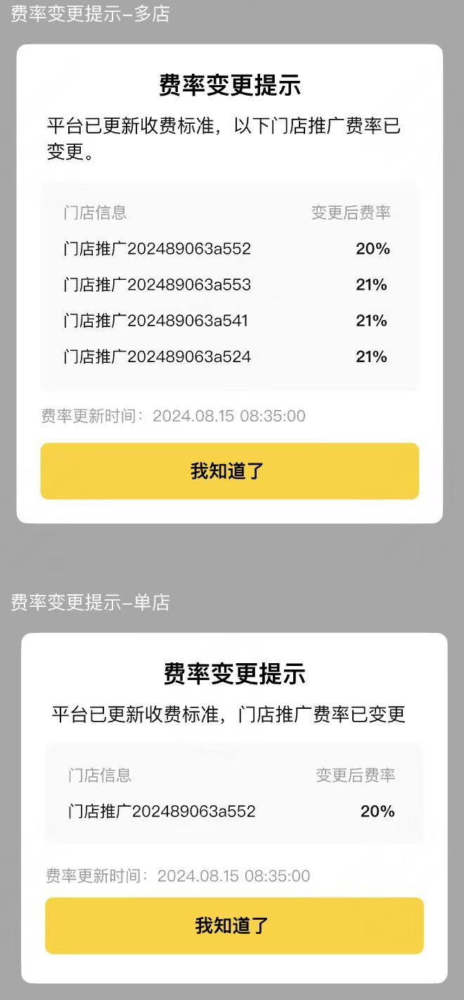 费率变更提示-多店
费率变更提示
平台已更新收费标准，以下门店推广费率已
变更。
门店信息 变更后费率
门店推广202489063a552 20%
门店推广202489063a553 21%
门店推广202489063a541 21%
门店推广202489063a524 21%
费率更新时间：2024.08.15 08:35:00
我知道了
费率变更提示-单店
费率变更提示
平台已更新收费标准，门店推广费率已变更
门店信息 变更后费率
门店推广202489063a552 20%
费率更新时间：2024.08.15 08:35:00
我知道了